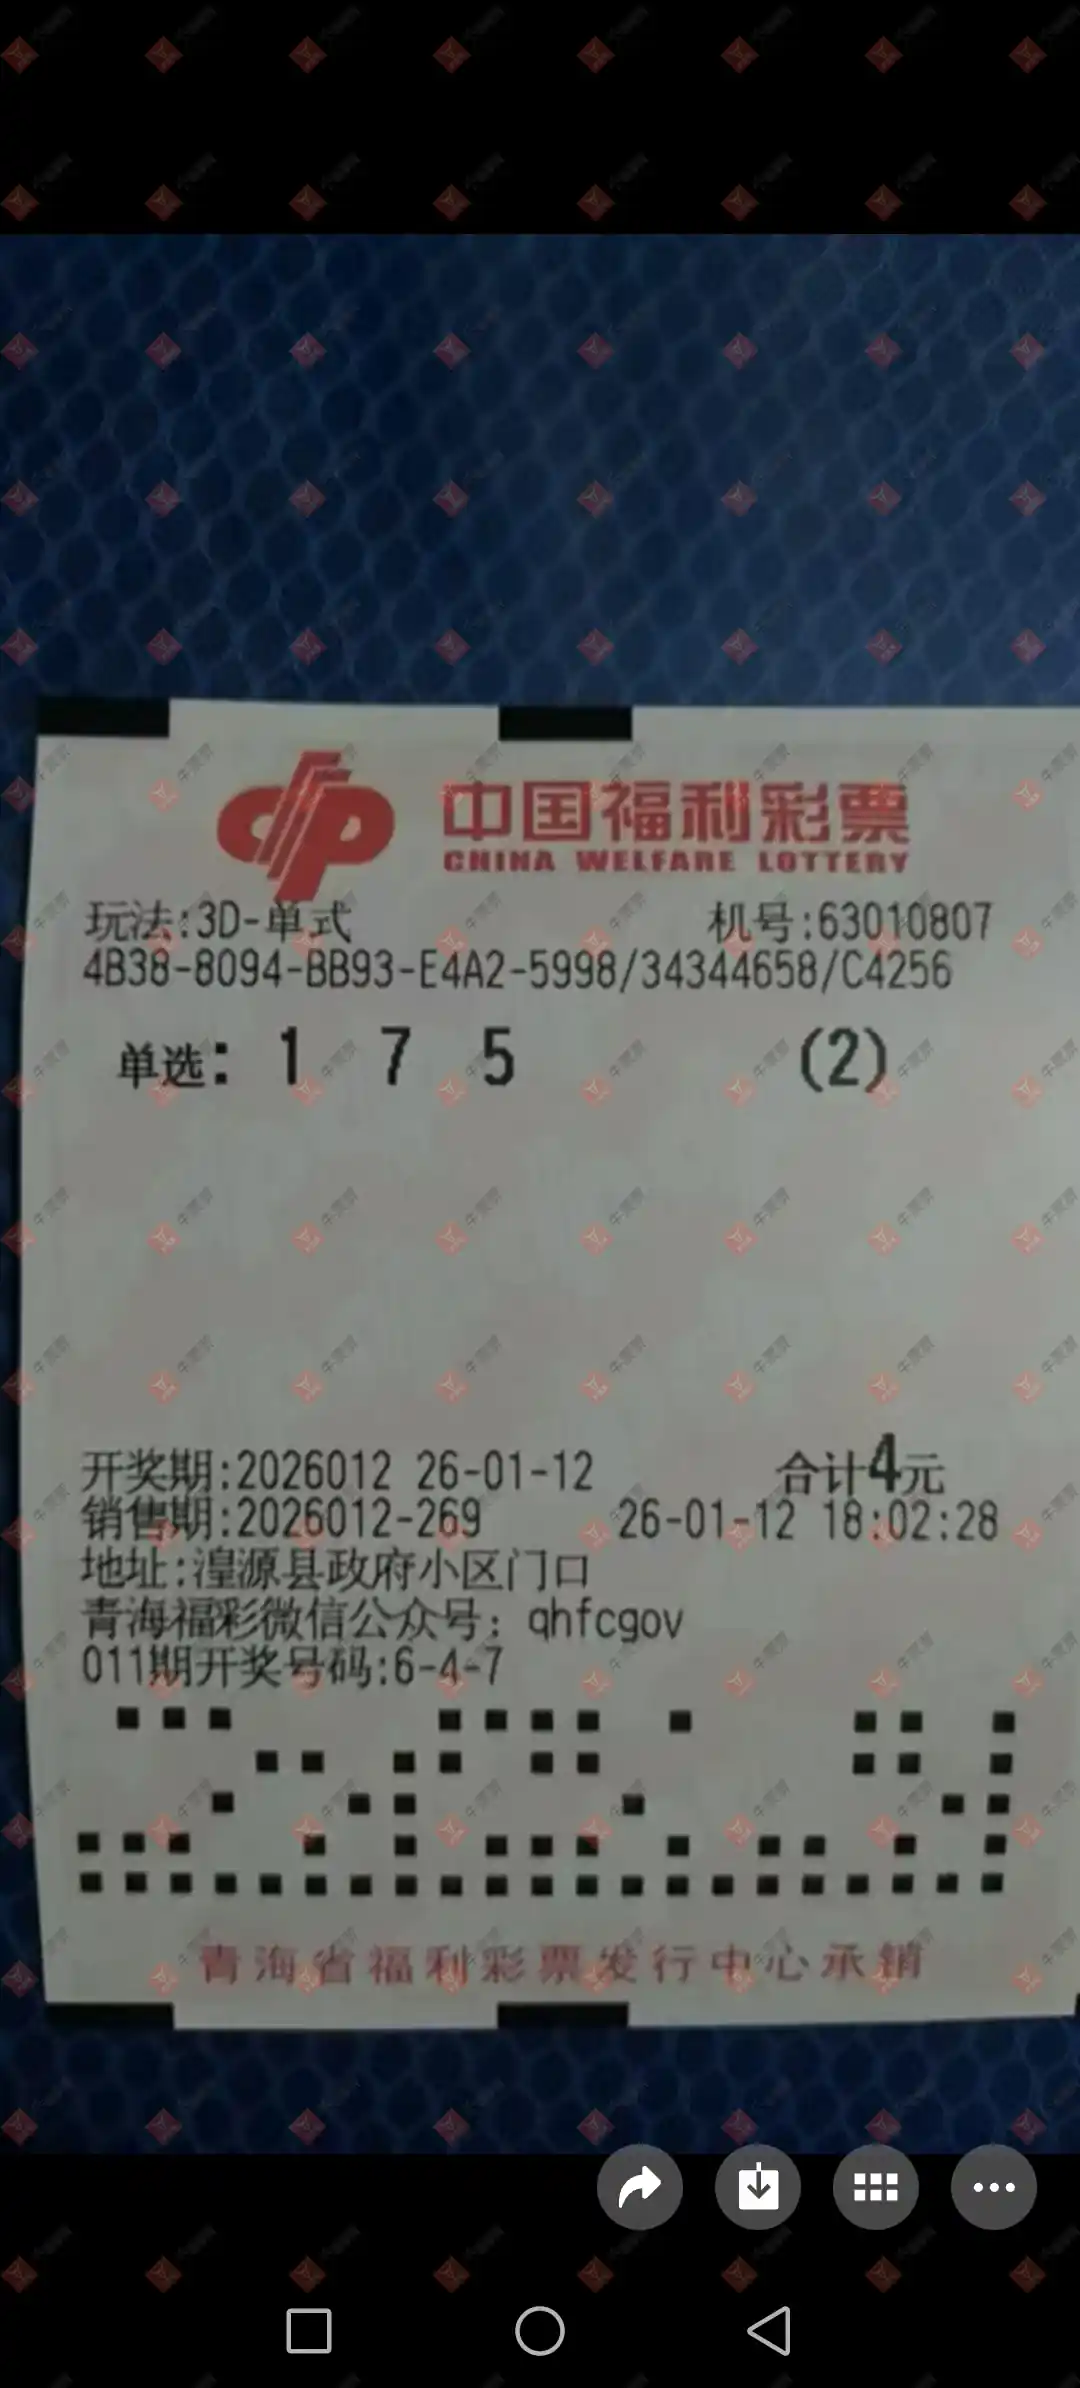 中国福利彩票
CHINA WELFARE LOTTERY
玩法:3D-单式 机号:63010807
4B38-8094-BB93-E4A2-5998/34344658/C4256
单选: 1 7 5 (2)
开奖期:2026012 26-01-12 合计4元
销售期:2026012-269 26-01-12 18:02:28
地址:湟源县政府小区门口
青海福彩微信公众号: qhfcgov
011期开奖号码:6-4-7
青海省福利彩票发行中心承销